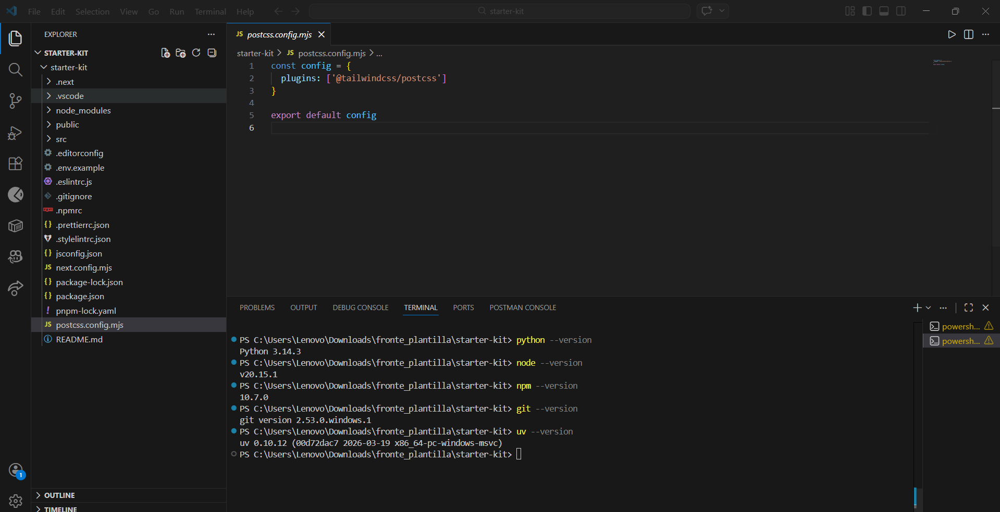 File Edit Selection View Go Run Terminal Help
starter-kit
EXPLORER
STARTER-KIT
starter-kit
.next
.vscode
node_modules
public
src
.editorconfig
.env.example
.eslintrc.js
.gitignore
npm .npmrc
{} .prettierrc.json
.stylelintrc.json
{} jsconfig.json
JS next.config.mjs
{} package-lock.json
{} package.json
! pnpm-lock.yaml
JS postcss.config.mjs
README.md
1
OUTLINE
TIMELINE
JS postcss.config.mjs
starter-kit > JS postcss.config.mjs > ...
1 const config = {
2 plugins: ['@tailwindcss/postcss']
3 }
4
5 export default config
6
PROBLEMS OUTPUT DEBUG CONSOLE TERMINAL PORTS POSTMAN CONSOLE
PS C:\Users\Lenovo\Downloads\fronte_plantilla\starter-kit> python --version
Python 3.14.3
PS C:\Users\Lenovo\Downloads\fronte_plantilla\starter-kit> node --version
v20.15.1
PS C:\Users\Lenovo\Downloads\fronte_plantilla\starter-kit> npm --version
10.7.0
PS C:\Users\Lenovo\Downloads\fronte_plantilla\starter-kit> git --version
git version 2.53.0.windows.1
PS C:\Users\Lenovo\Downloads\fronte_plantilla\starter-kit> uv --version
uv 0.10.12 (00d72dac7 2026-03-19 x86_64-pc-windows-msvc)
PS C:\Users\Lenovo\Downloads\fronte_plantilla\starter-kit>
powersh...
powersh...